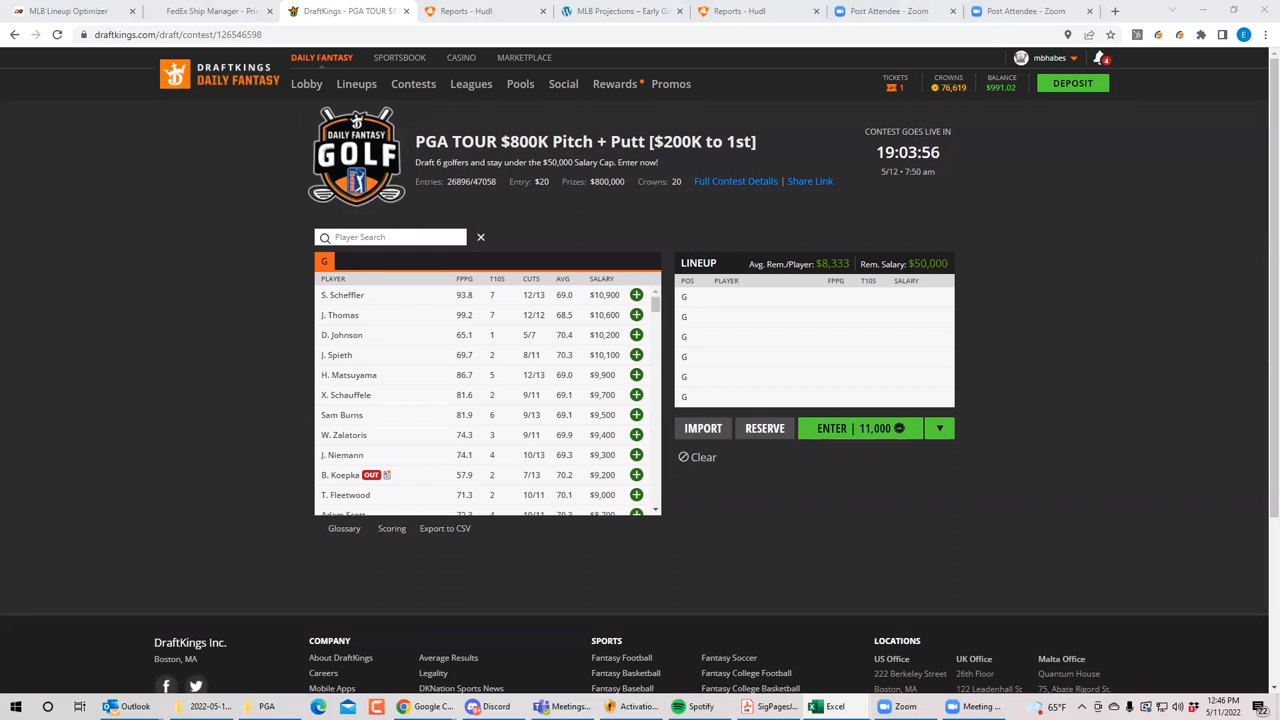 MLB Lineup Optimizer × FedEx Ship Manager - Pri × DraftKings - PGA TOUR $8 × Reports - Hudl × MLB Projections – Early Ga × Reports - Hudl × Post Attendee - Zoom × Post Attendee - Zoom × +
draftkings.com/draft/contest/126546598 E
DAILY FANTASY SPORTSBOOK CASINO MARKETPLACE mbhabes 4
DRAFTKINGS
DAILY FANTASY
Lobby Lineups Contests Leagues Pools Social Rewards Promos
TICKETS CROWNS BALANCE
1 76,619 $991.02
DEPOSIT
DAILY FANTASY
GOLF
PGA TOUR $800K Pitch + Putt [$200K to 1st]
Draft 6 golfers and stay under the $50,000 Salary Cap. Enter now!
Entries: 26896/47058 Entry: $20 Prizes: $800,000 Crowns: 20 Full Contest Details | Share Link
CONTEST GOES LIVE IN
19:03:56
5/12 • 7:50 am
Player Search ×
G
PLAYER FPPG T10S CUTS AVG SALARY
S. Scheffler 93.8 7 12/13 69.0 $10,900
J. Thomas 99.2 7 12/12 68.5 $10,600
D. Johnson 65.1 1 5/7 70.4 $10,200
J. Spieth 69.7 2 8/11 70.3 $10,100
H. Matsuyama 86.7 5 12/13 69.0 $9,900
X. Schauffele 81.6 2 9/11 69.1 $9,700
Sam Burns 81.9 6 9/13 69.1 $9,500
W. Zalatoris 74.3 3 9/11 69.9 $9,400
J. Niemann 74.1 4 10/13 69.3 $9,300
B. Koepka OUT 57.9 2 7/13 70.2 $9,200
T. Fleetwood 71.3 2 10/11 70.1 $9,000
Adam Scott 72.3 4 10/11 70.3 $8,700
Glossary Scoring Export to CSV
LINEUP Avg. Rem./Player: $8,333 Rem. Salary: $50,000
POS PLAYER FPPG T10S SALARY
G
G
G
G
G
G
IMPORT RESERVE ENTER | 11,000 ▼
Clear
DraftKings Inc.
Boston, MA
COMPANY
About DraftKings
Careers
Mobile Apps
Average Results
Legality
DKNation Sports News
SPORTS
Fantasy Football
Fantasy Basketball
Fantasy Baseball
Fantasy Soccer
Fantasy College Football
Fantasy College Basketball
LOCATIONS
US Office
222 Berkeley Street
Boston, MA
UK Office
26th Floor
122 Leadenhall St
Malta Office
Quantum House
75, Abate Rigord St.
Outlook 2022-05-1... PGA Google C... Discord Meetings... Activation... Spotify SigPagesJ... Excel Zoom Meeting ... 65°F 12:46 PM
5/11/2022
22